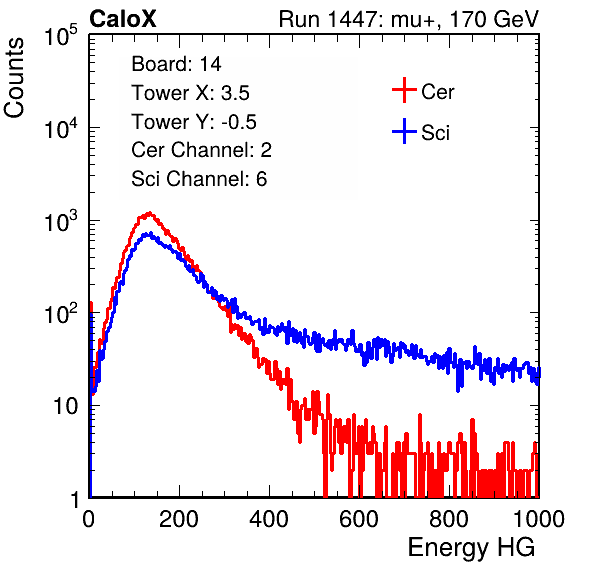 CaloX Run 1447: mu+, 170 GeV
Counts
Board: 14
Tower X: 3.5
Tower Y: -0.5
Cer Channel: 2
Sci Channel: 6
Cer
Sci
10^5
10^4
10^3
10^2
10
1
0 200 400 600 800 1000
Energy HG